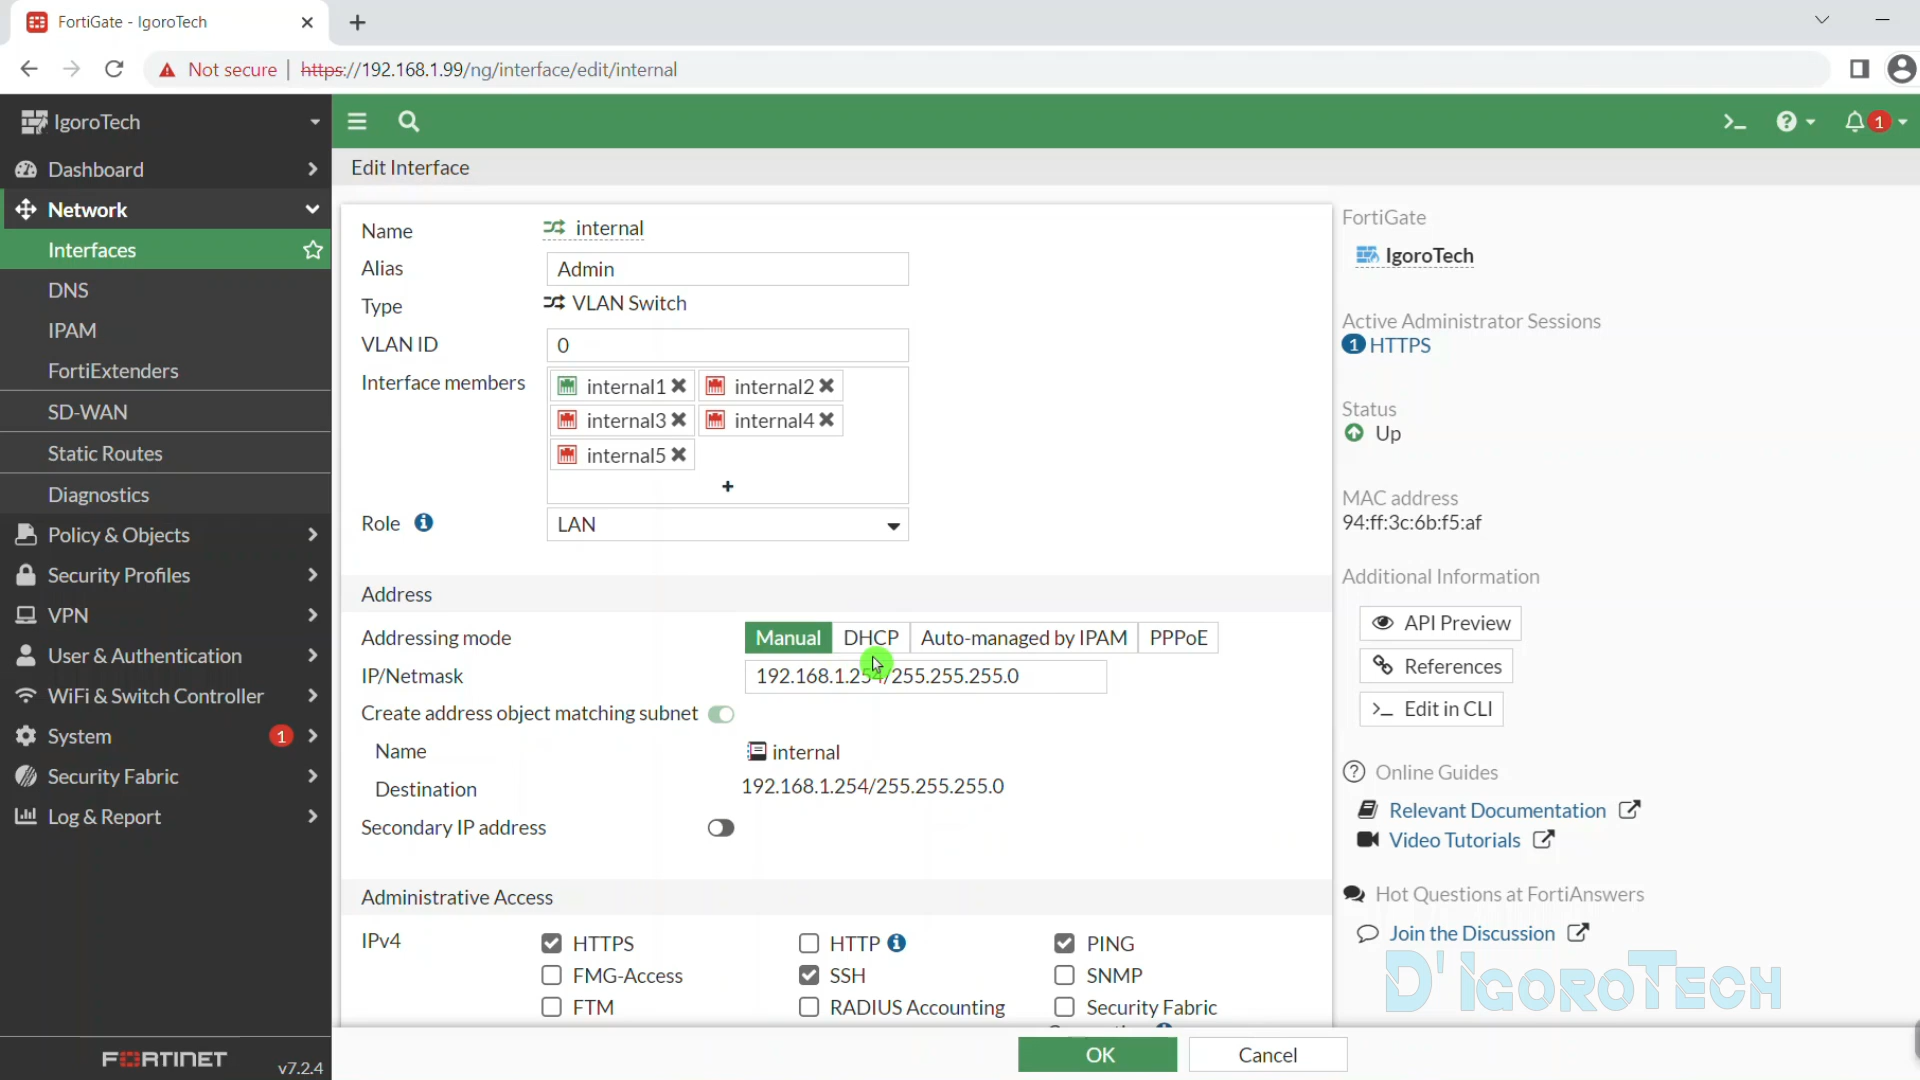 FortiGate - IgoroTech
Not secure | https://192.168.1.99/ng/interface/edit/internal
IgoroTech
Dashboard
Network
Interfaces
DNS
IPAM
FortiExtenders
SD-WAN
Static Routes
Diagnostics
Policy & Objects
Security Profiles
VPN
User & Authentication
WiFi & Switch Controller
System 1
Security Fabric
Log & Report
FORTINET v7.2.4
>_ ? 1
Edit Interface
Name internal
Alias Admin
Type VLAN Switch
VLAN ID 0
Interface members internal1 internal2
internal3 internal4
internal5
+
Role LAN
Address
Addressing mode Manual DHCP Auto-managed by IPAM PPPoE
IP/Netmask 192.168.1.254/255.255.255.0
Create address object matching subnet
Name internal
Destination 192.168.1.254/255.255.255.0
Secondary IP address
Administrative Access
IPv4 HTTPS HTTP PING
FMG-Access SSH SNMP
FTM RADIUS Accounting Security Fabric
OK Cancel
FortiGate
IgoroTech
Active Administrator Sessions
1 HTTPS
Status
Up
MAC address
94:ff:3c:6b:f5:af
Additional Information
API Preview
References
>_ Edit in CLI
Online Guides
Relevant Documentation
Video Tutorials
Hot Questions at FortiAnswers
Join the Discussion
D'IGOROTECH